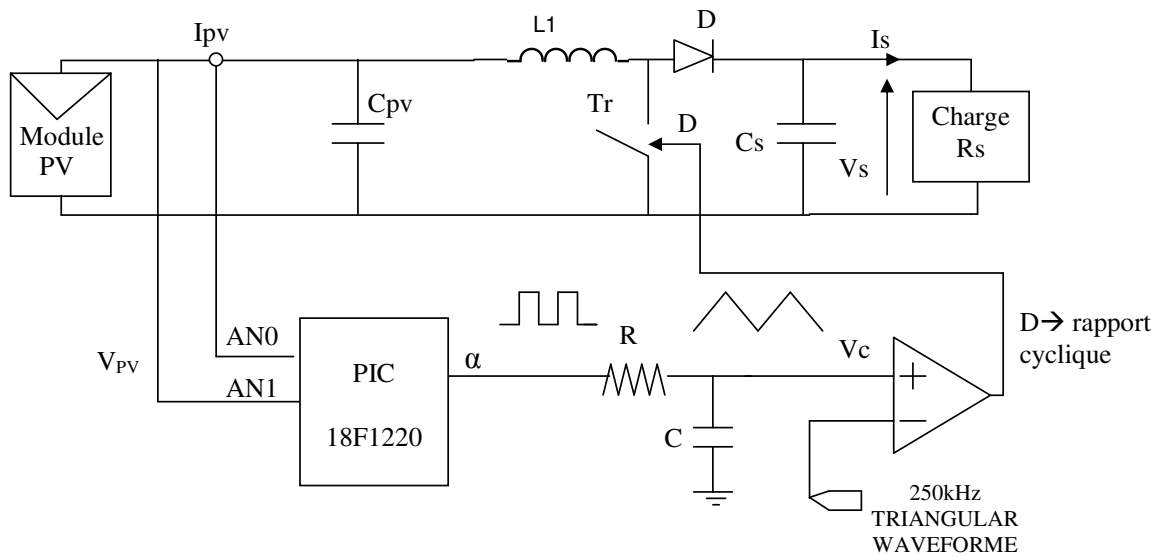 L1
D
Ipv
Is
Module
PV
Cpv
Tr
D
Cs
Vs
Charge
Rs
V_PV
AN0
AN1
PIC
18F1220
α
R
Vc
D→ rapport
cyclique
+
−
C
250kHz
TRIANGULAR
WAVEFORME